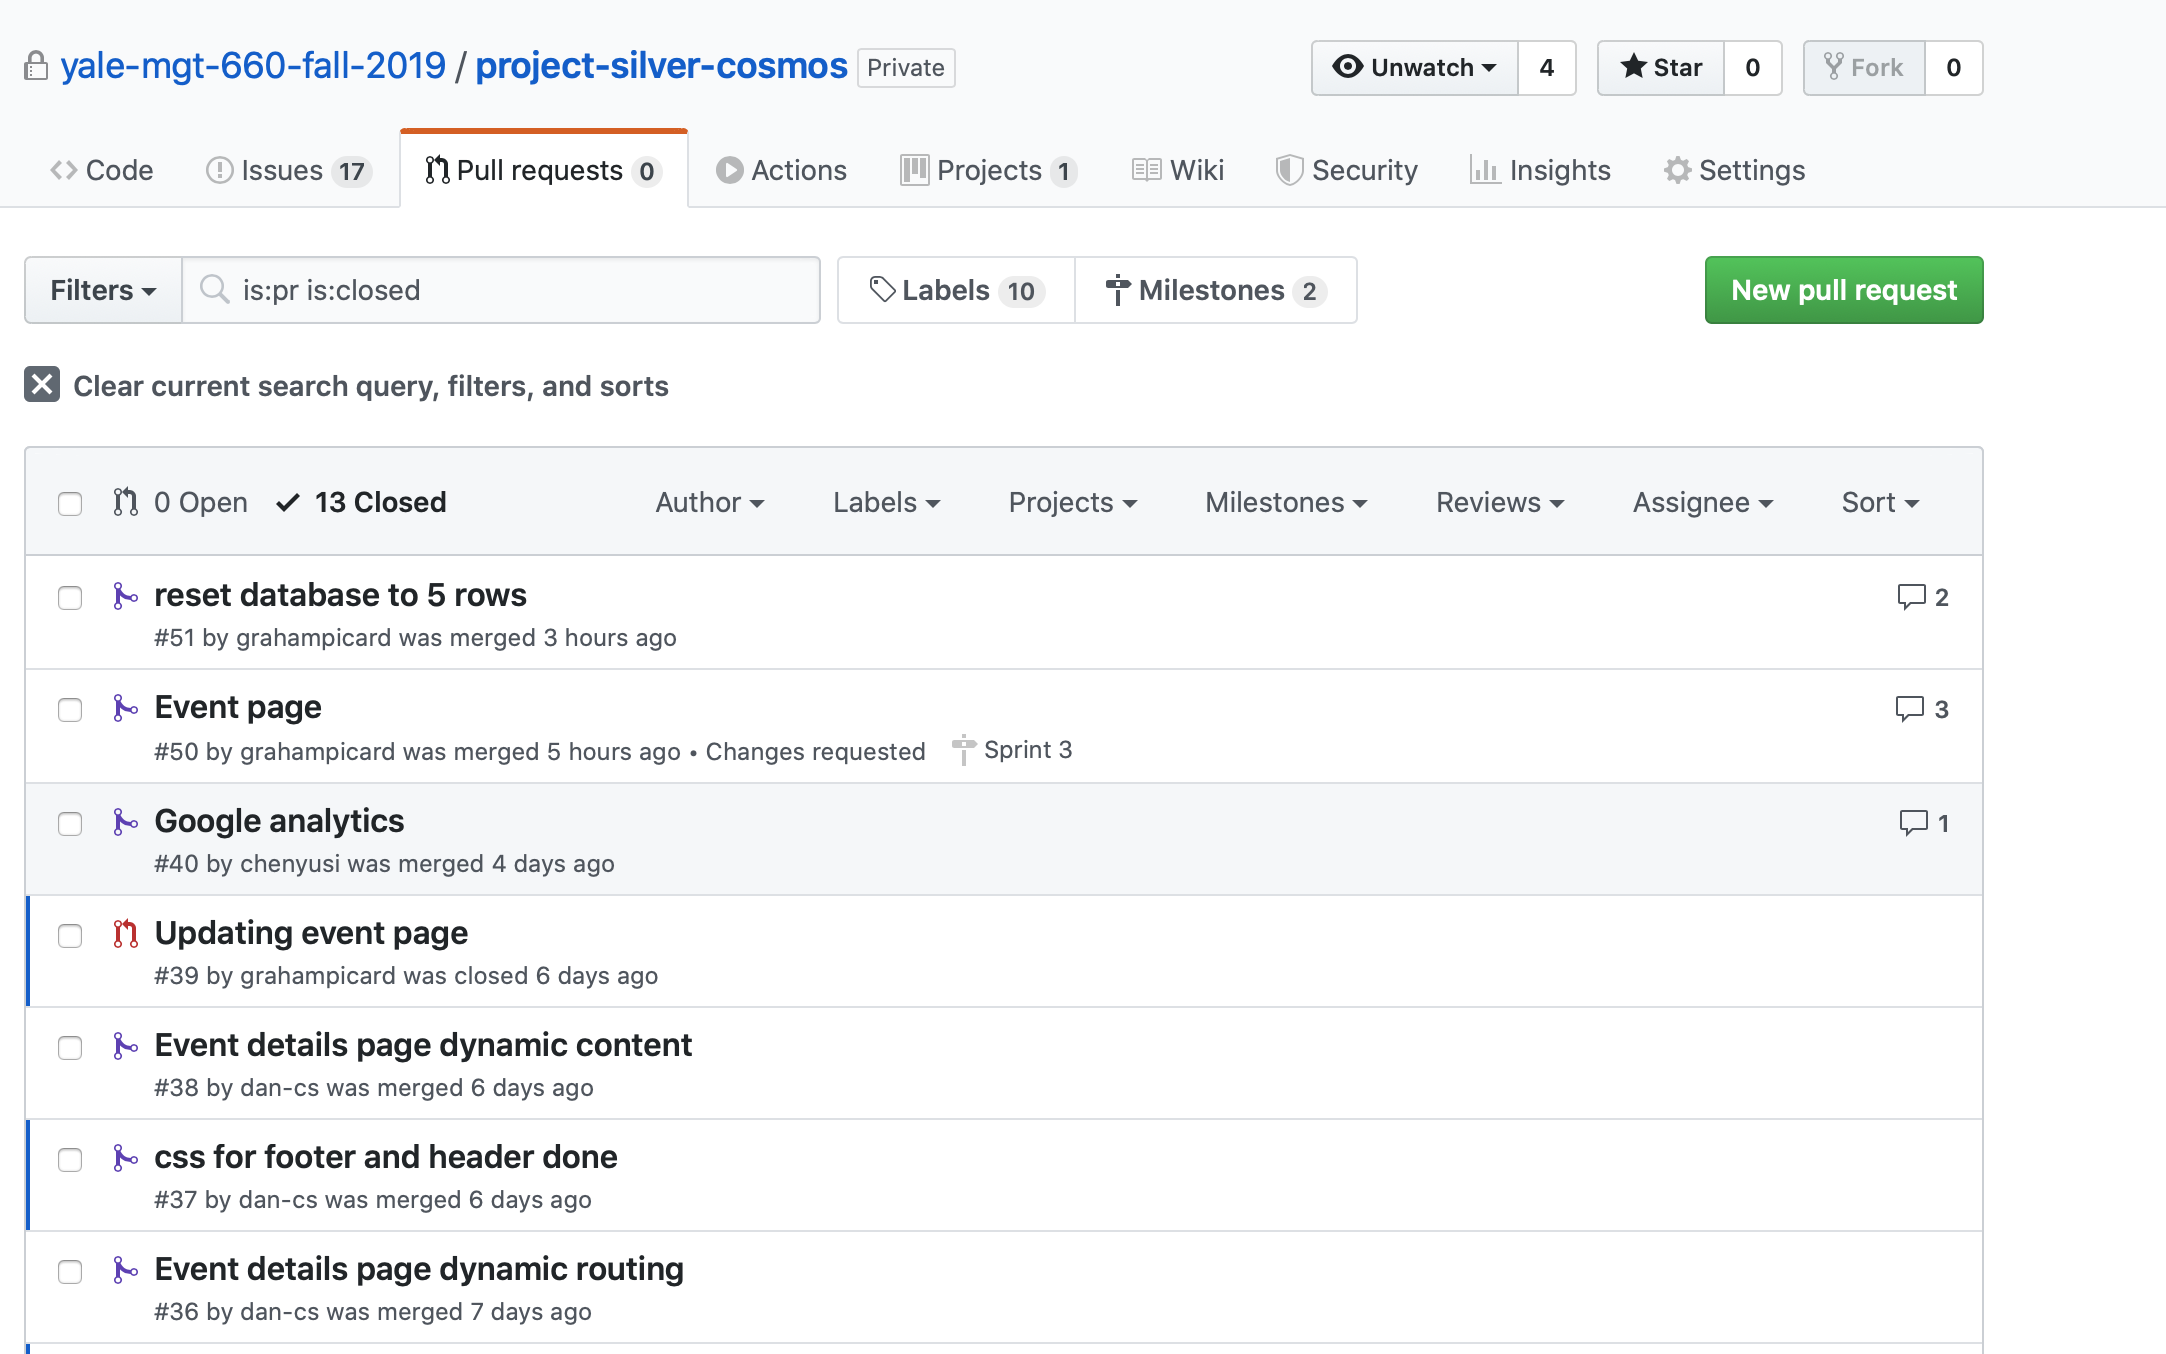 yale-mgt-660-fall-2019 / project-silver-cosmos Private Unwatch 4 Star 0 Fork 0
Code Issues 17 Pull requests 0 Actions Projects 1 Wiki Security Insights Settings
Filters is:pr is:closed Labels 10 Milestones 2 New pull request
Clear current search query, filters, and sorts
0 Open 13 Closed Author Labels Projects Milestones Reviews Assignee Sort
reset database to 5 rows 2
#51 by grahampicard was merged 3 hours ago
Event page 3
#50 by grahampicard was merged 5 hours ago • Changes requested Sprint 3
Google analytics 1
#40 by chenyusi was merged 4 days ago
Updating event page
#39 by grahampicard was closed 6 days ago
Event details page dynamic content
#38 by dan-cs was merged 6 days ago
css for footer and header done
#37 by dan-cs was merged 6 days ago
Event details page dynamic routing
#36 by dan-cs was merged 7 days ago